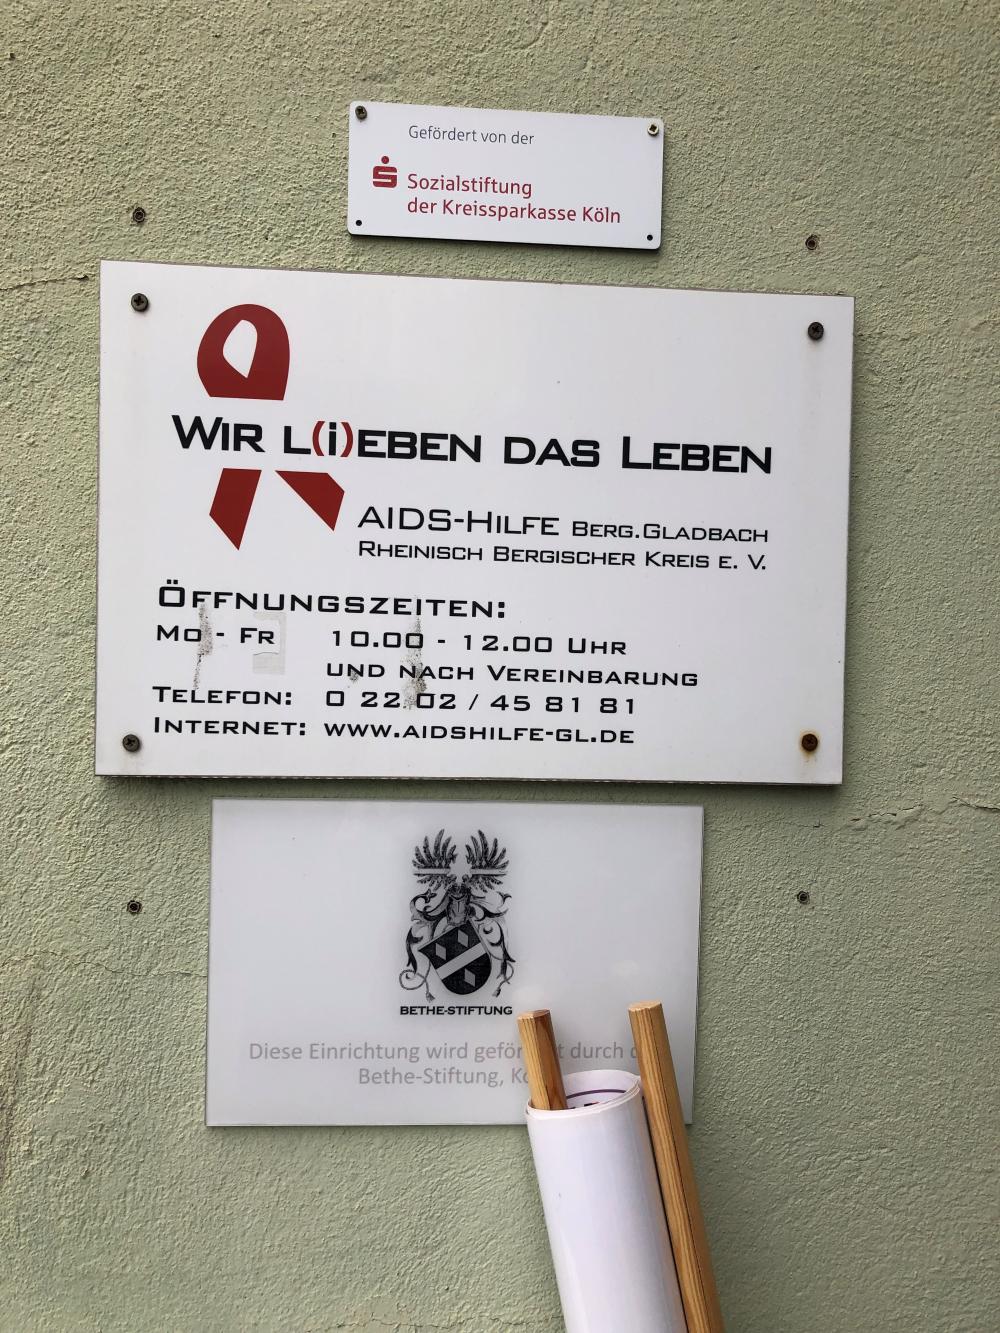 Gefördert von der
Sozialstiftung
der Kreissparkasse Köln
WIR L(i)EBEN DAS LEBEN
AIDS-HILFE BERG.GLADBACH
RHEINISCH BERGISCHER KREIS E. V.
ÖFFNUNGSZEITEN:
MO - FR 10.00 - 12.00 UHR
UND NACH VEREINBARUNG
TELEFON: 0 22 02 / 45 81 81
INTERNET: WWW.AIDSHILFE-GL.DE
BETHE-STIFTUNG
Diese Einrichtung wird durch
Bethe-Stiftung,